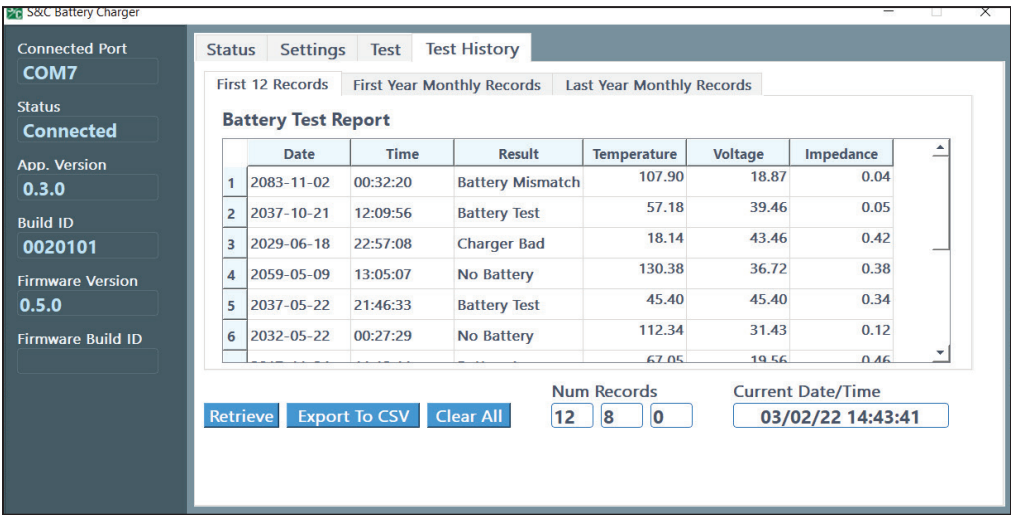 S&C Battery Charger
Connected Port
COM7
Status
Connected
App. Version
0.3.0
Build ID
0020101
Firmware Version
0.5.0
Firmware Build ID
Status Settings Test Test History
First 12 Records First Year Monthly Records Last Year Monthly Records
Battery Test Report
Date Time Result Temperature Voltage Impedance
1 2083-11-02 00:32:20 Battery Mismatch 107.90 18.87 0.04
2 2037-10-21 12:09:56 Battery Test 57.18 39.46 0.05
3 2029-06-18 22:57:08 Charger Bad 18.14 43.46 0.42
4 2059-05-09 13:05:07 No Battery 130.38 36.72 0.38
5 2037-05-22 21:46:33 Battery Test 45.40 45.40 0.34
6 2032-05-22 00:27:29 No Battery 112.34 31.43 0.12
67.05 19.56 0.46
Num Records Current Date/Time
Retrieve Export To CSV Clear All 12 8 0 03/02/22 14:43:41